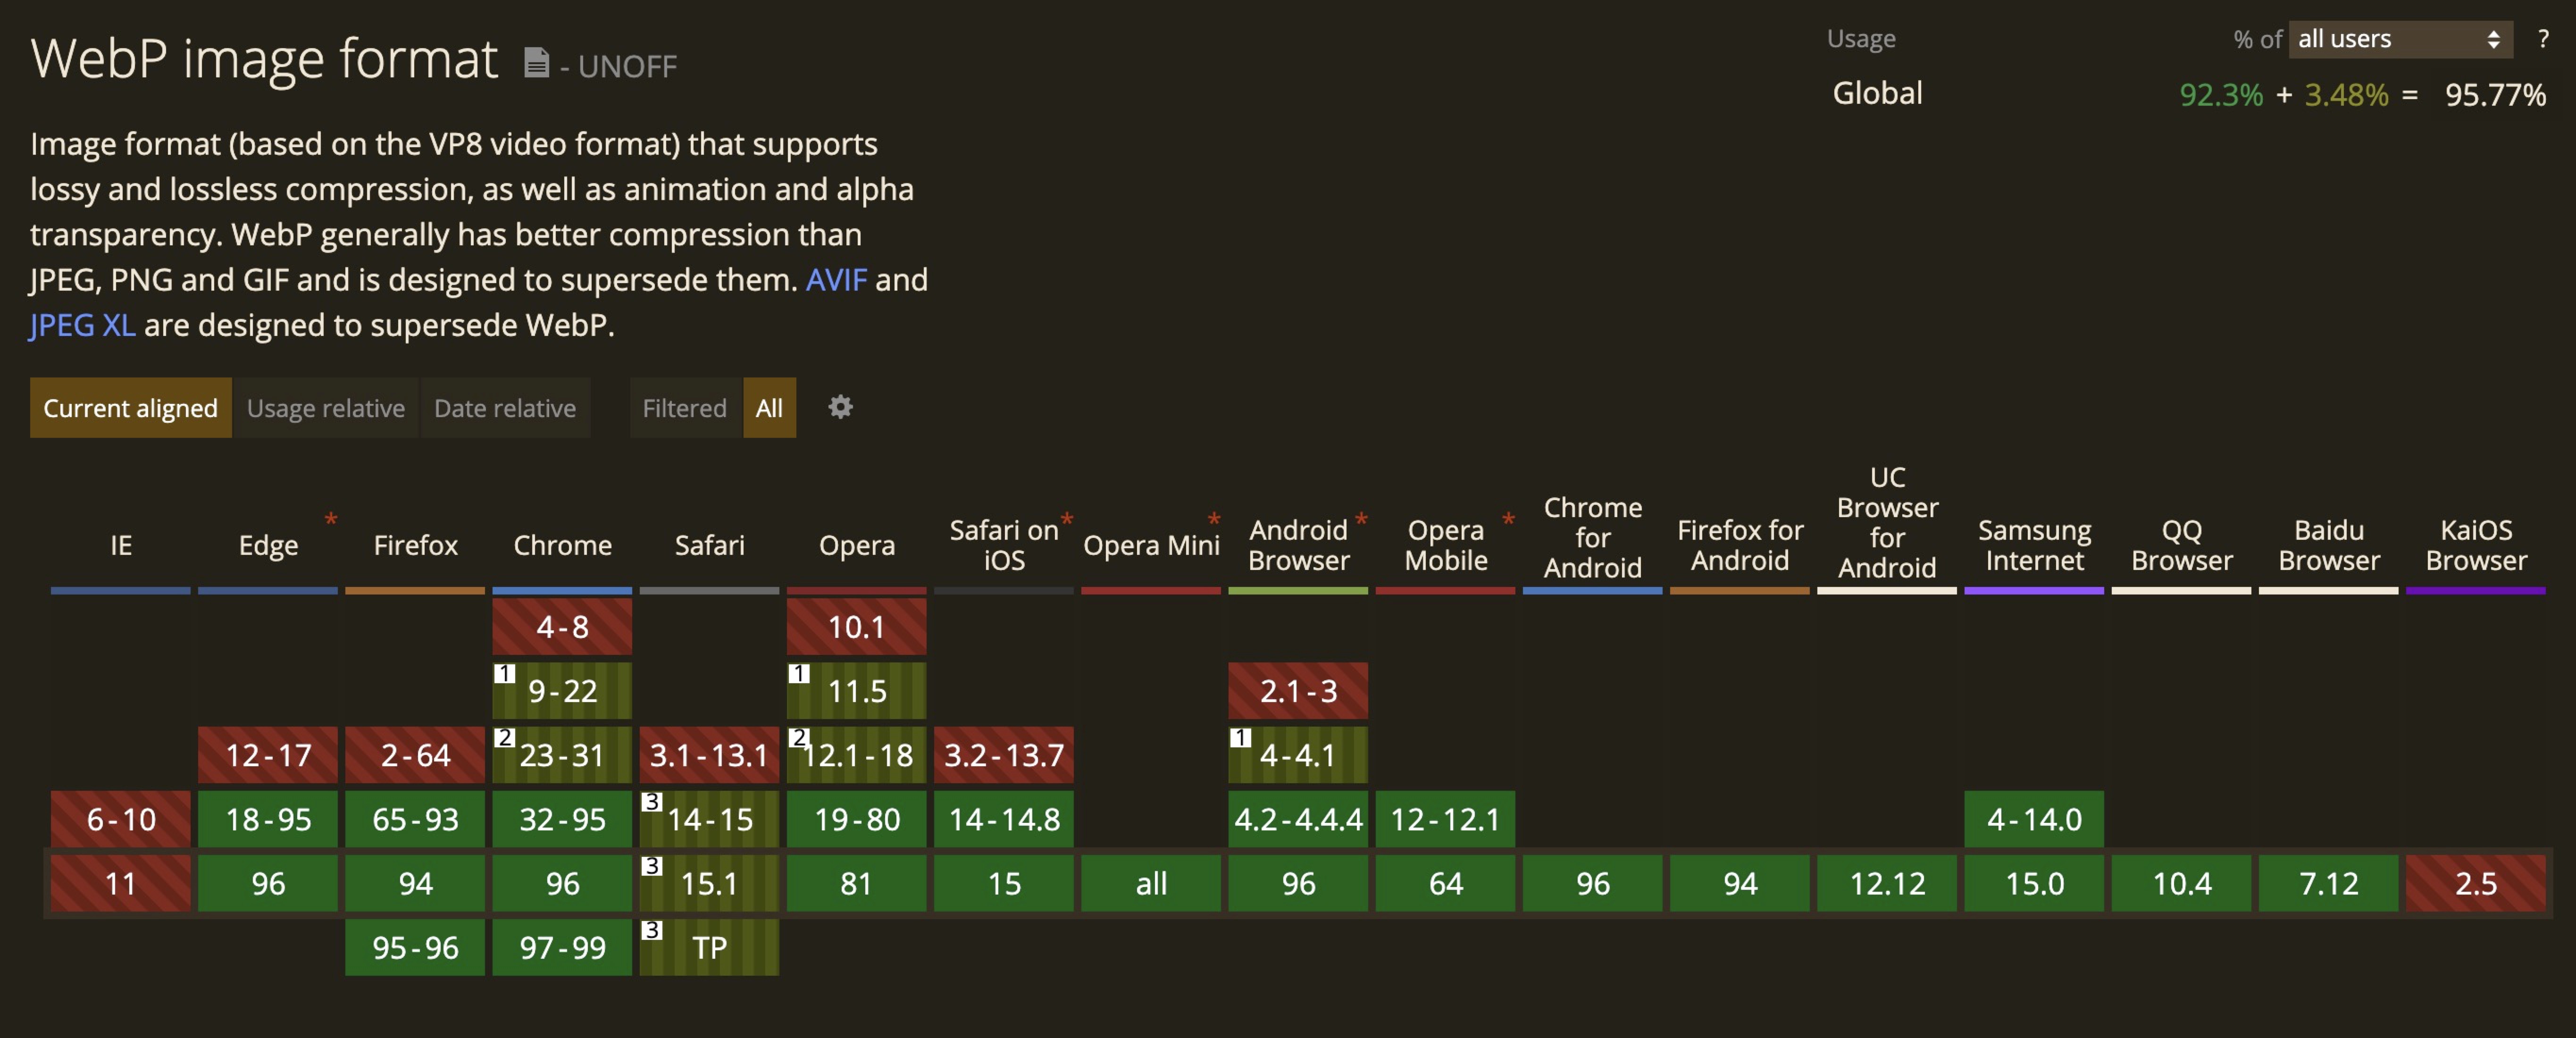 WebP image format - UNOFF
Usage % of all users ?
Global 92.3% + 3.48% = 95.77%
Image format (based on the VP8 video format) that supports
lossy and lossless compression, as well as animation and alpha
transparency. WebP generally has better compression than
JPEG, PNG and GIF and is designed to supersede them. AVIF and
JPEG XL are designed to supersede WebP.
Current aligned Usage relative Date relative Filtered All
IE
Edge *
Firefox
Chrome
Safari
Opera
Safari on *
iOS
Opera Mini *
Android *
Browser
Opera *
Mobile
Chrome
for
Android
Firefox for
Android
UC
Browser
for
Android
Samsung
Internet
QQ
Browser
Baidu
Browser
KaiOS
Browser
4-8 10.1
1 9-22 1 11.5 2.1-3
12-17 2-64 2 23-31 3.1-13.1 2 12.1-18 3.2-13.7 1 4-4.1
6-10 18-95 65-93 32-95 3 14-15 19-80 14-14.8 4.2-4.4.4 12-12.1 4-14.0
11 96 94 96 3 15.1 81 15 all 96 64 96 94 12.12 15.0 10.4 7.12 2.5
95-96 97-99 3 TP